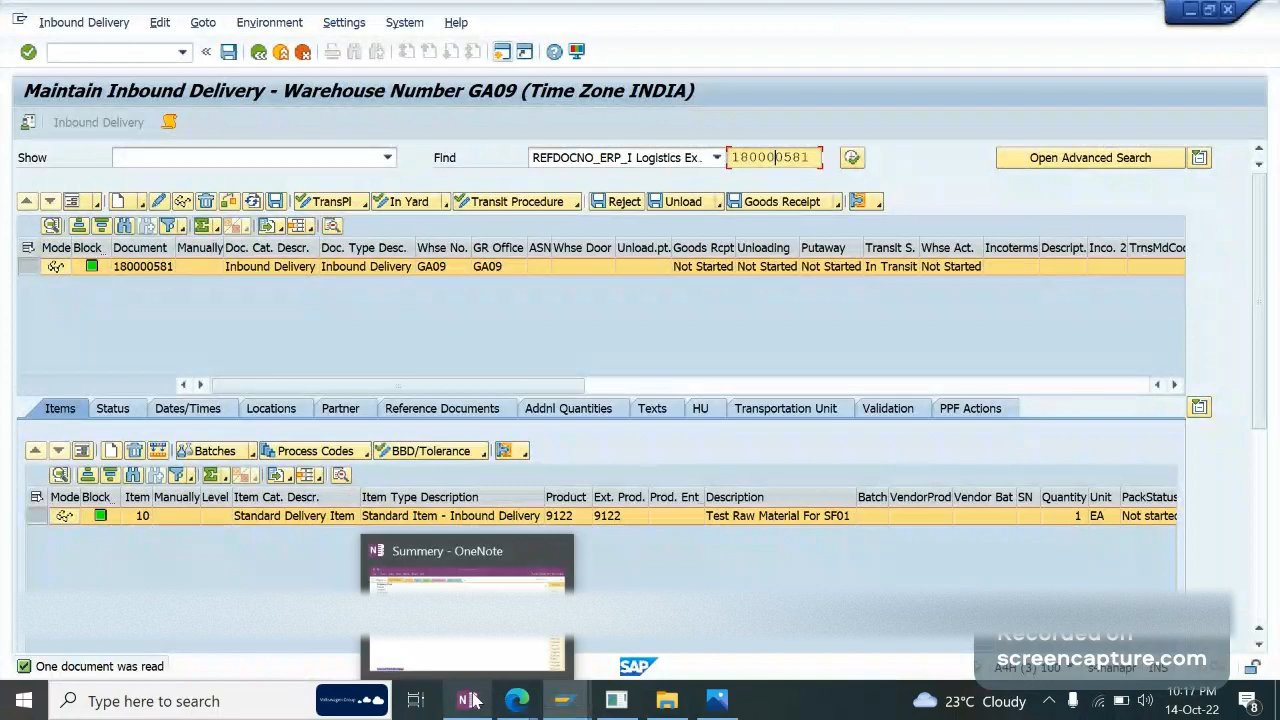 Inbound Delivery Edit Goto Environment Settings System Help
Maintain Inbound Delivery - Warehouse Number GA09 (Time Zone INDIA)
Inbound Delivery
Show Find REFDOCNO_ERP_I Logistics Ex. 180000581 Open Advanced Search
TransPl In Yard Transit Procedure Reject Unload Goods Receipt
Mode Block Document Manually Doc. Cat. Descr. Doc. Type Desc. Whse No. GR Office ASN Whse Door Unload.pt. Goods Rcpt Unloading Putaway Transit S. Whse Act. Incoterms Descript. Inco. 2 TrnsMdCod
180000581 Inbound Delivery Inbound Delivery GA09 GA09 Not Started Not Started Not Started In Transit Not Started
Items Status Dates/Times Locations Partner Reference Documents Addnl Quantities Texts HU Transportation Unit Validation PPF Actions
Batches Process Codes BBD/Tolerance
Mode Block Item Manually Level Item Cat. Descr. Item Type Description Product Ext. Prod. Prod. Ent Description Batch VendorProd Vendor Bat SN Quantity Unit PackStatus
10 Standard Delivery Item Standard Item - Inbound Delivery 9122 9122 Test Raw Material For SF01 1 EA Not started
Summery - OneNote
Recorded on
screencapture.com
One document was read SAP
Type here to search Volkswagen Group 23°C Cloudy 10:17 PM
14-Oct-22 8